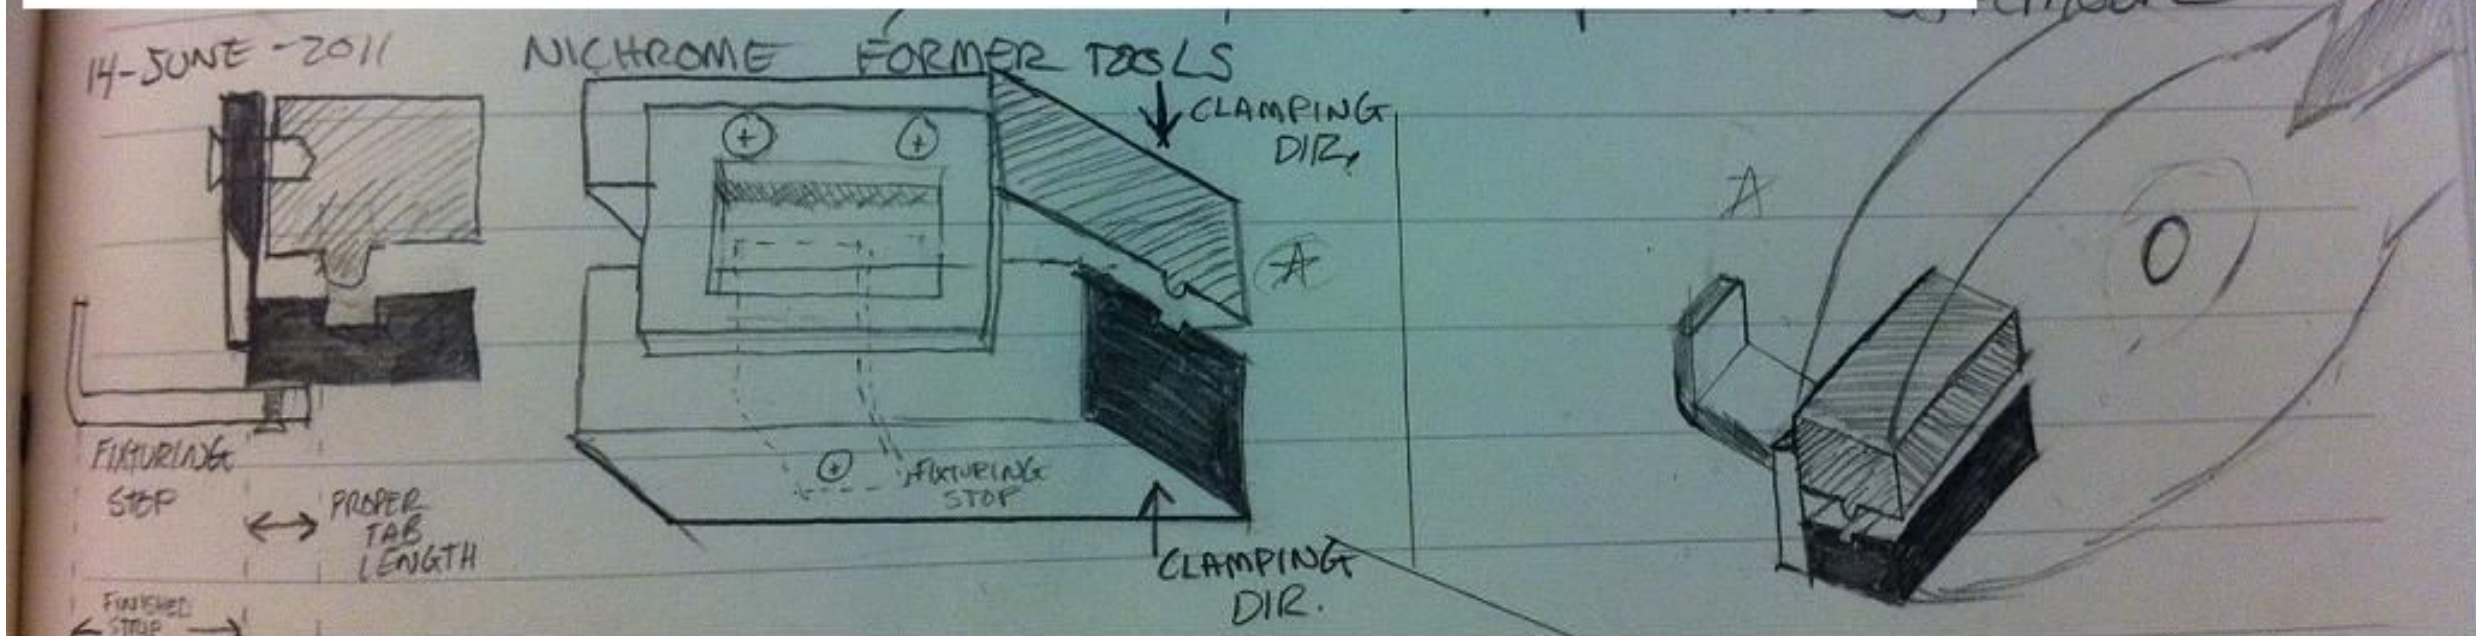 14-JUNE-2011
NICHROME FORMER TOOLS
CLAMPING
DIR.
A
A
FIXTURING
STOP
FIXTURING
STOP
PROPER
TAB
LENGTH
CLAMPING
DIR.
FINISHED
STRIP